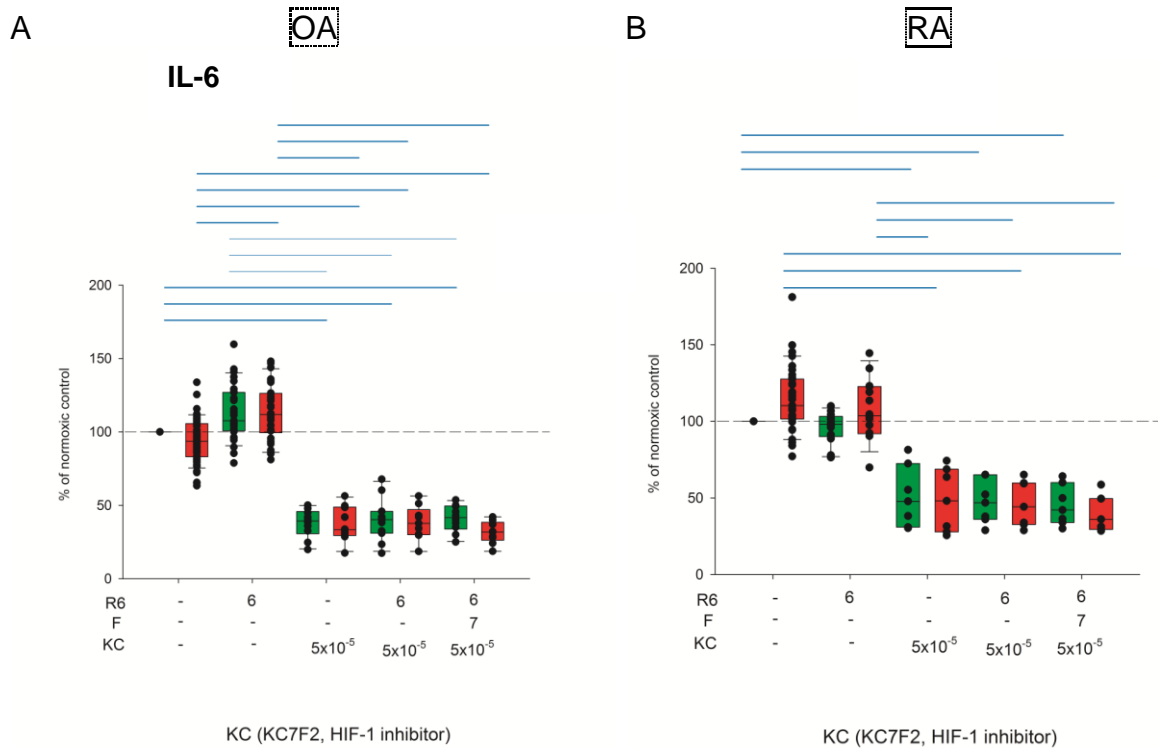 A OA B RA
IL-6
% of normoxic control
200
150
100
50
0
R6 - 6 - 6 6
F - - - - 7
KC - - 5x10⁻⁵ 5x10⁻⁵ 5x10⁻⁵
KC (KC7F2, HIF-1 inhibitor)
% of normoxic control
200
150
100
50
0
- 6 - 6 6
- - - - 7
- - 5x10⁻⁵ 5x10⁻⁵ 5x10⁻⁵
KC (KC7F2, HIF-1 inhibitor)